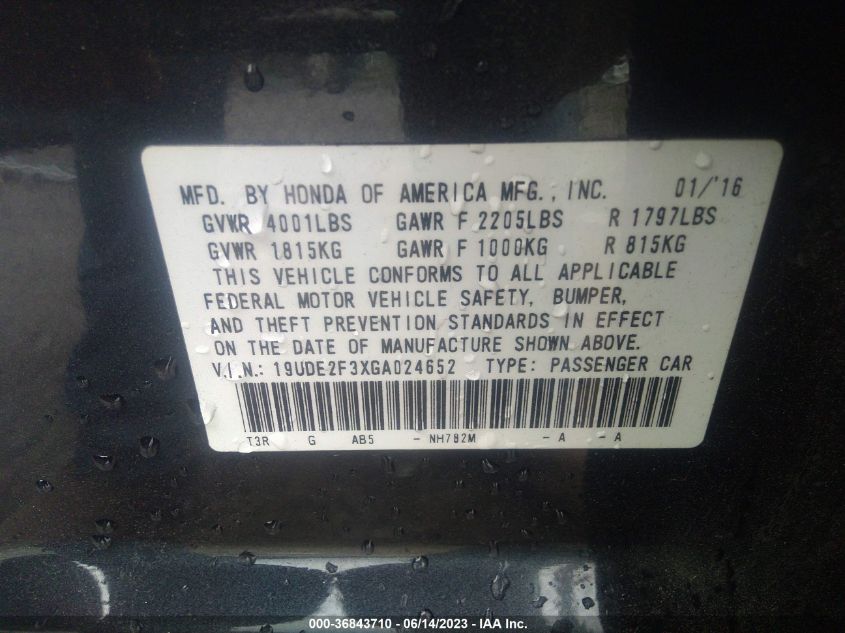 MFD. BY HONDA OF AMERICA MFG., INC. 01/'16
GVWR 4001LBS GAWR F 2205LBS R 1797LBS
GVWR 1815KG GAWR F 1000KG R 815KG
THIS VEHICLE CONFORMS TO ALL APPLICABLE
FEDERAL MOTOR VEHICLE SAFETY, BUMPER,
AND THEFT PREVENTION STANDARDS IN EFFECT
ON THE DATE OF MANUFACTURE SHOWN ABOVE.
V.I.N.: 19UDE2F3XGA024652 TYPE: PASSENGER CAR
T3R G AB5 - NH782M - A - A
000-36843710 - 06/14/2023 - IAA Inc.